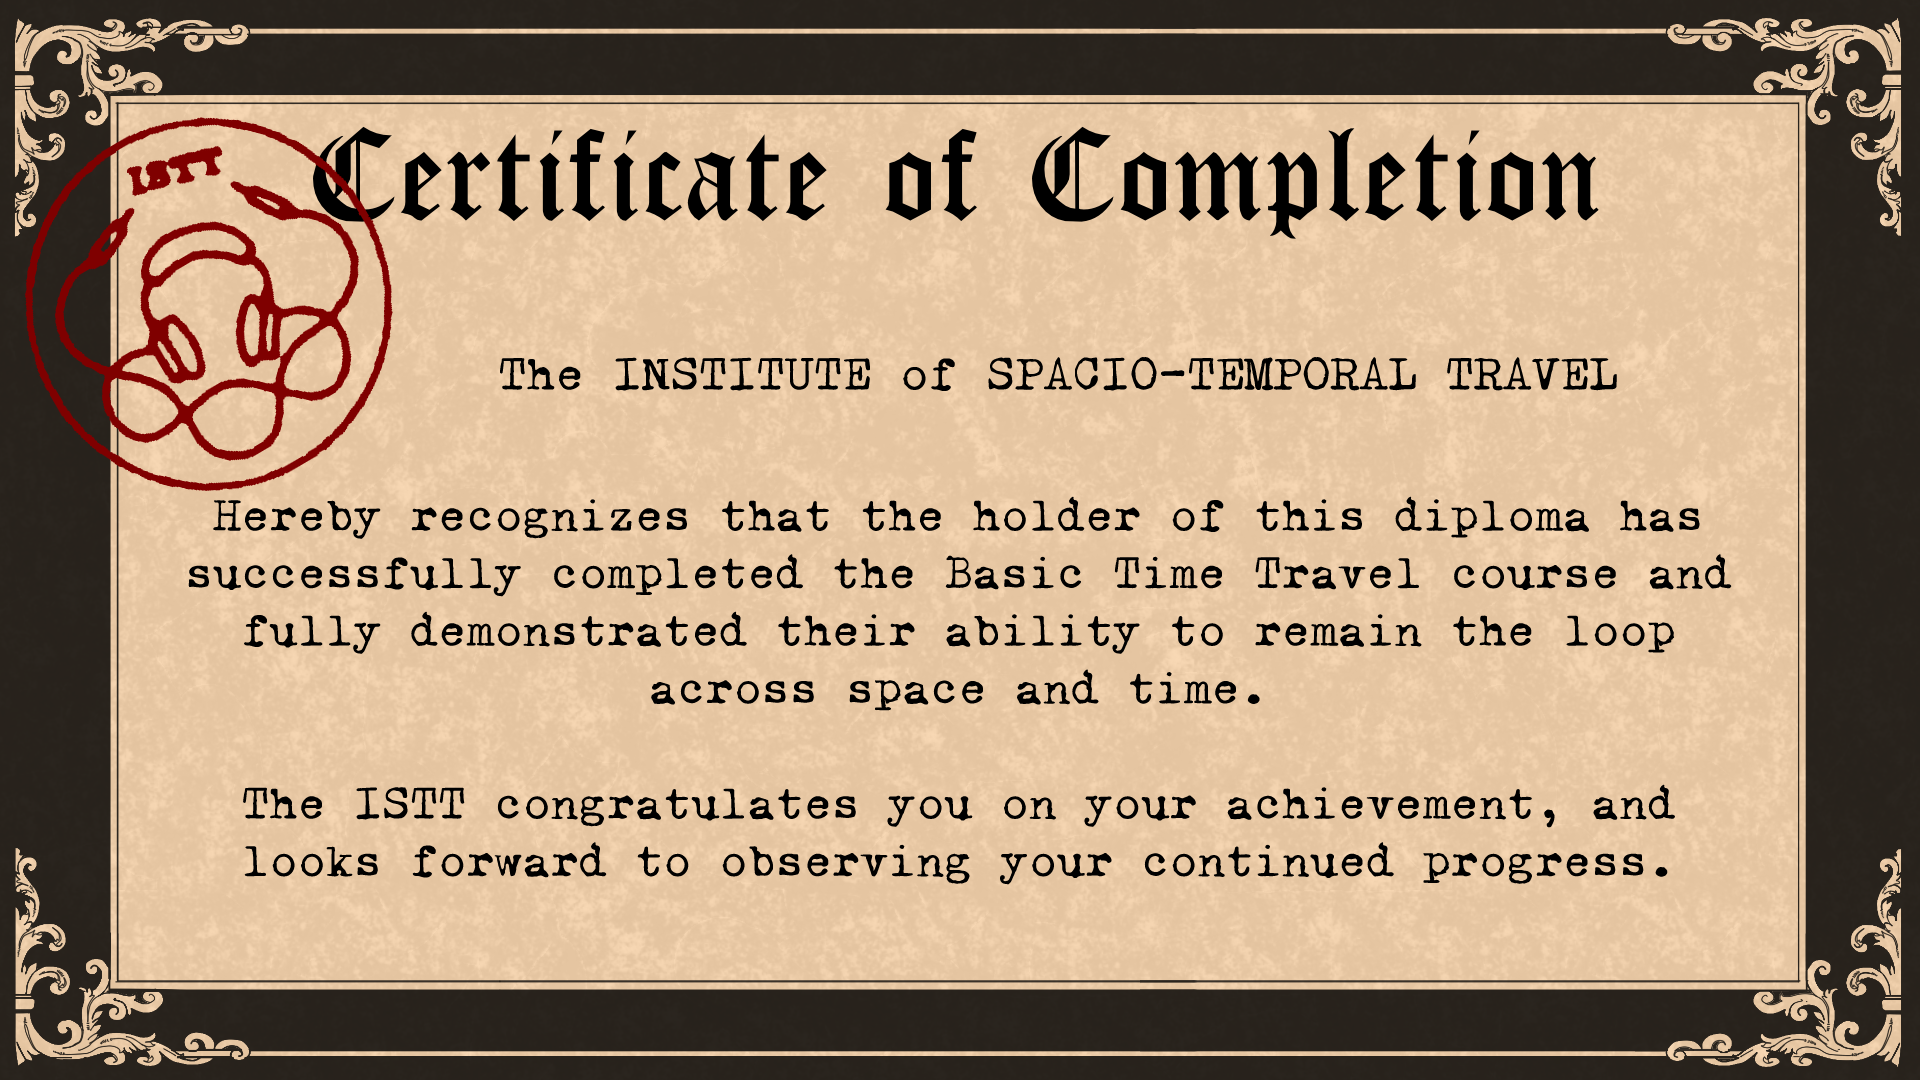 Certificate of Completion
ISTT
The INSTITUTE of SPACIO-TEMPORAL TRAVEL
Hereby recognizes that the holder of this diploma has
successfully completed the Basic Time Travel course and
fully demonstrated their ability to remain the loop
across space and time.
The ISTT congratulates you on your achievement, and
looks forward to observing your continued progress.